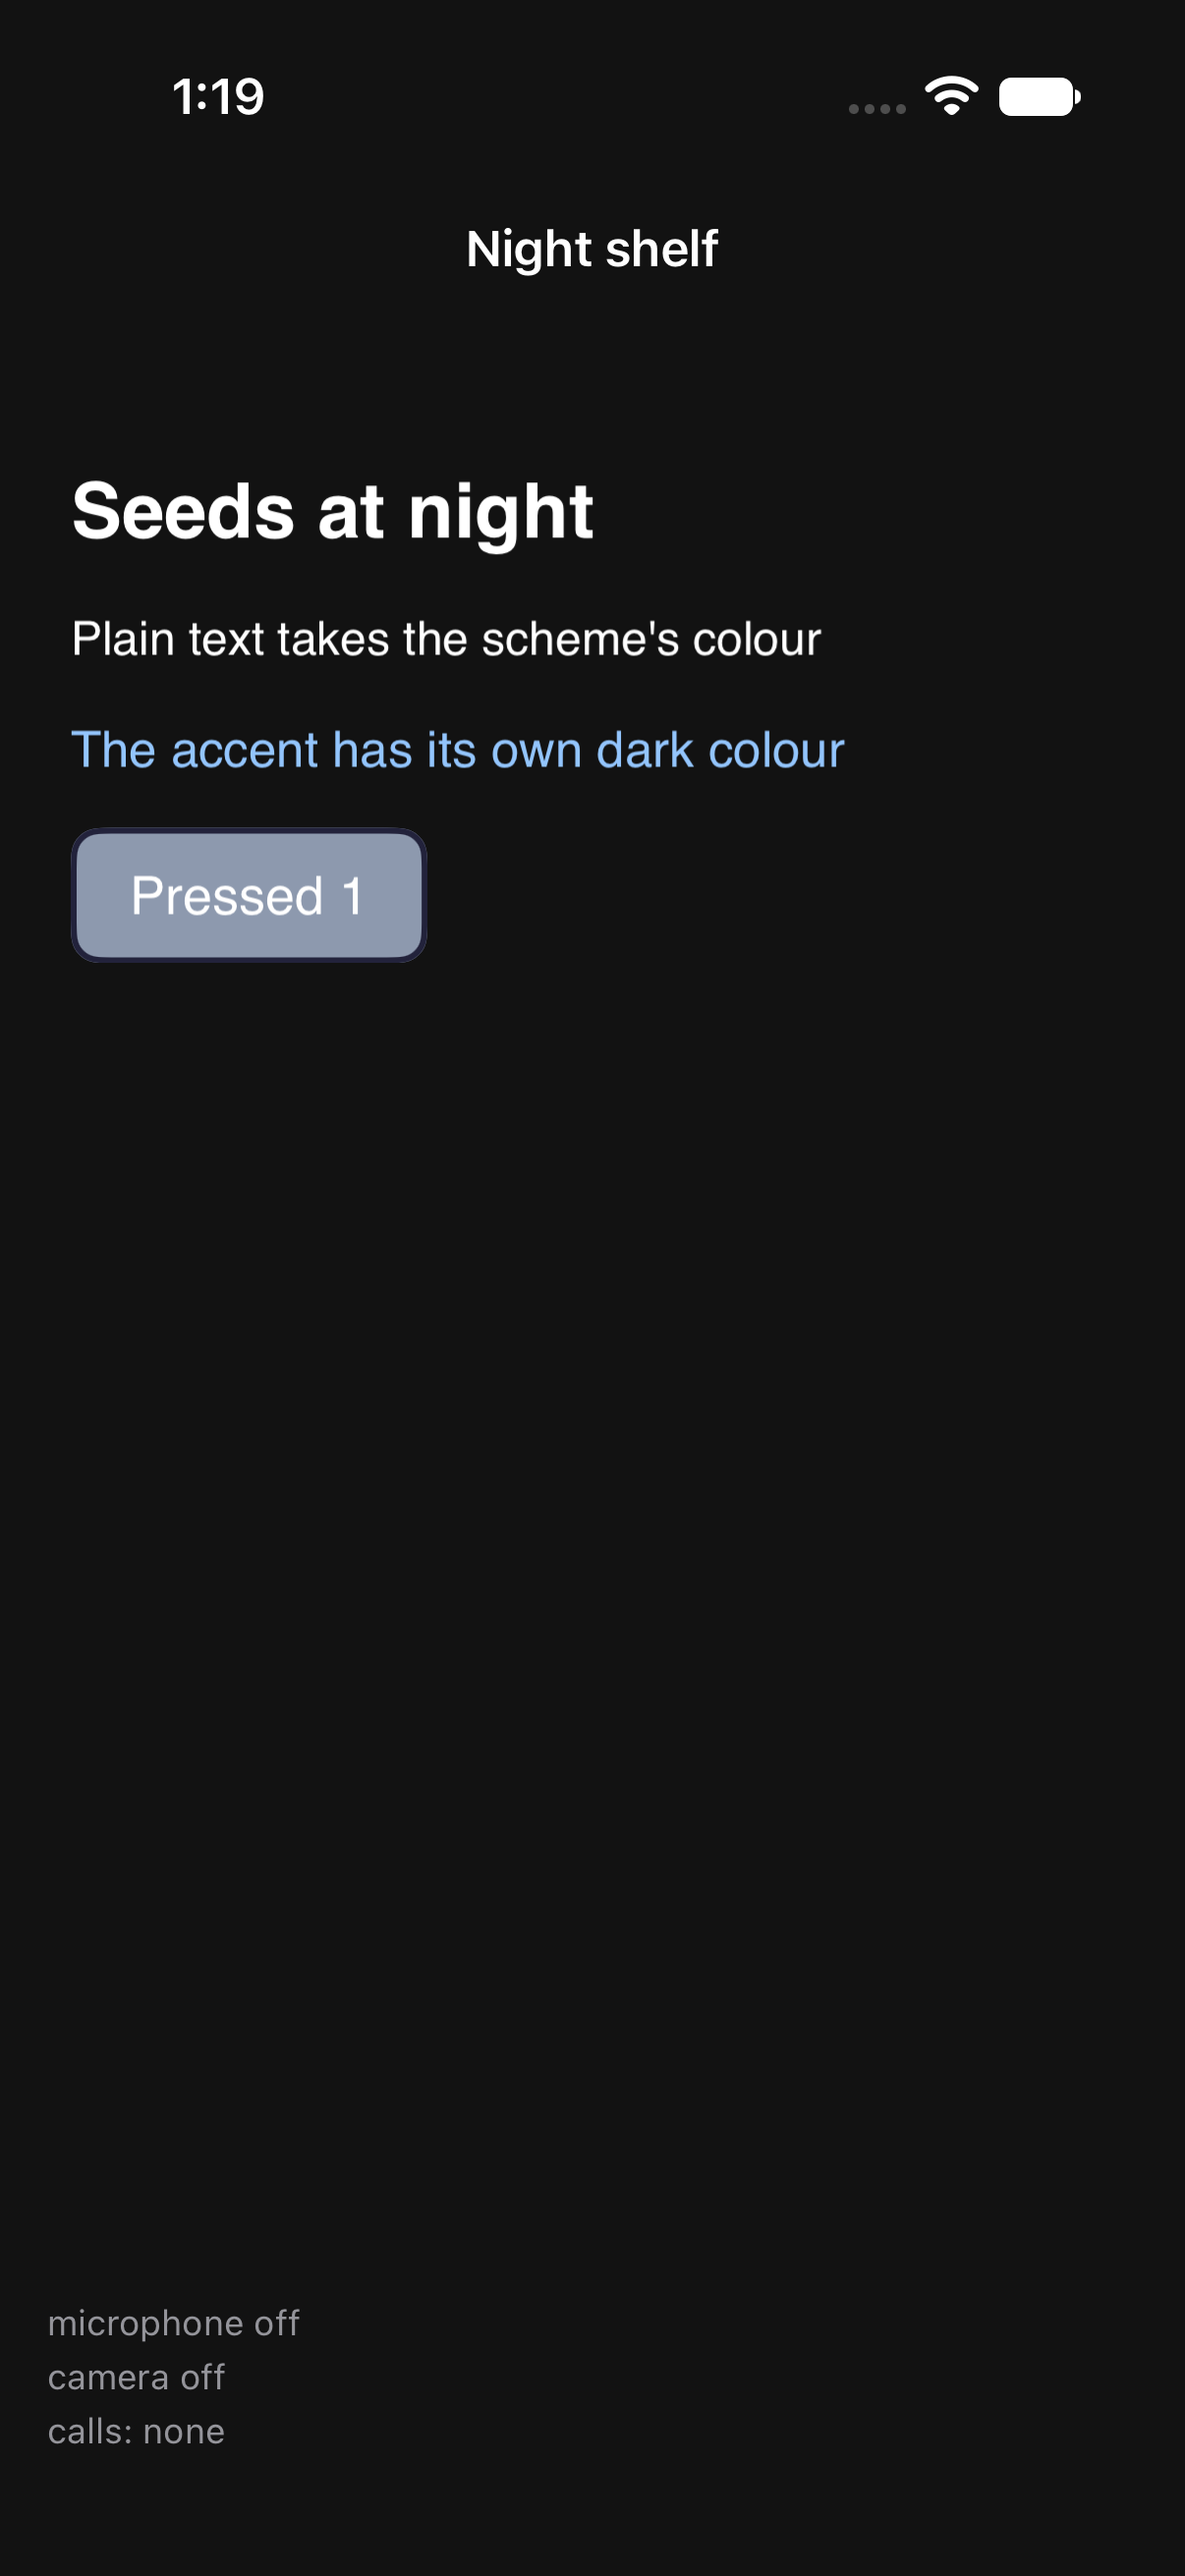 1:19
Night shelf
Seeds at night
Plain text takes the scheme's colour
The accent has its own dark colour
Pressed 1
microphone off
camera off
calls: none